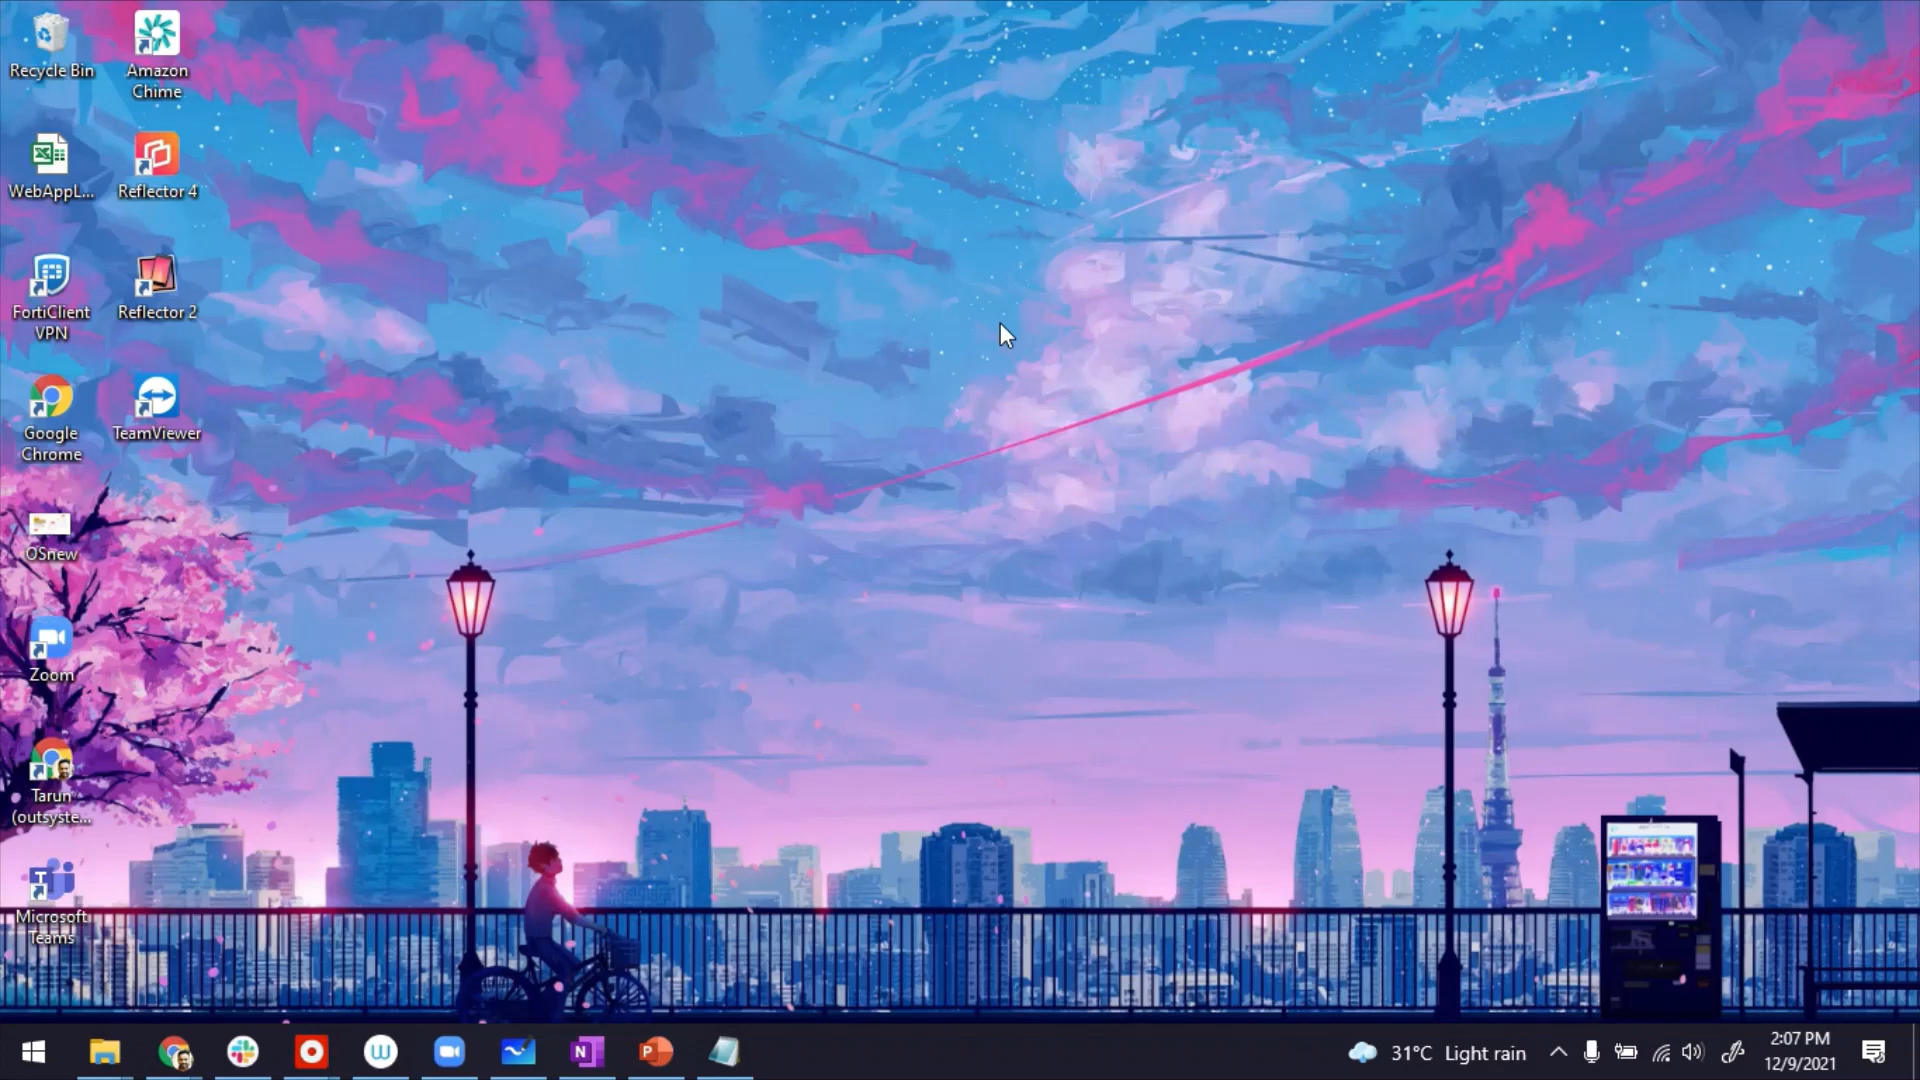 Recycle Bin
Amazon
Chime
WebAppL...
Reflector 4
FortiClient
VPN
Reflector 2
Google
Chrome
TeamViewer
OSnew
Zoom
Tarun
(outsyste...
Microsoft
Teams
31°C Light rain
2:07 PM
12/9/2021